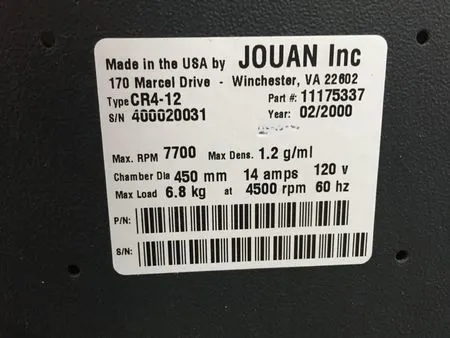 Made in the USA by JOUAN Inc
170 Marcel Drive - Winchester, VA 22602
Type CR4-12 Part #: 11175337
S/N 400020031 Year: 02/2000
Max. RPM 7700 Max Dens. 1.2 g/ml
Chamber Dia 450 mm 14 amps 120 v
Max Load 6.8 kg at 4500 rpm 60 hz
P/N:
S/N: